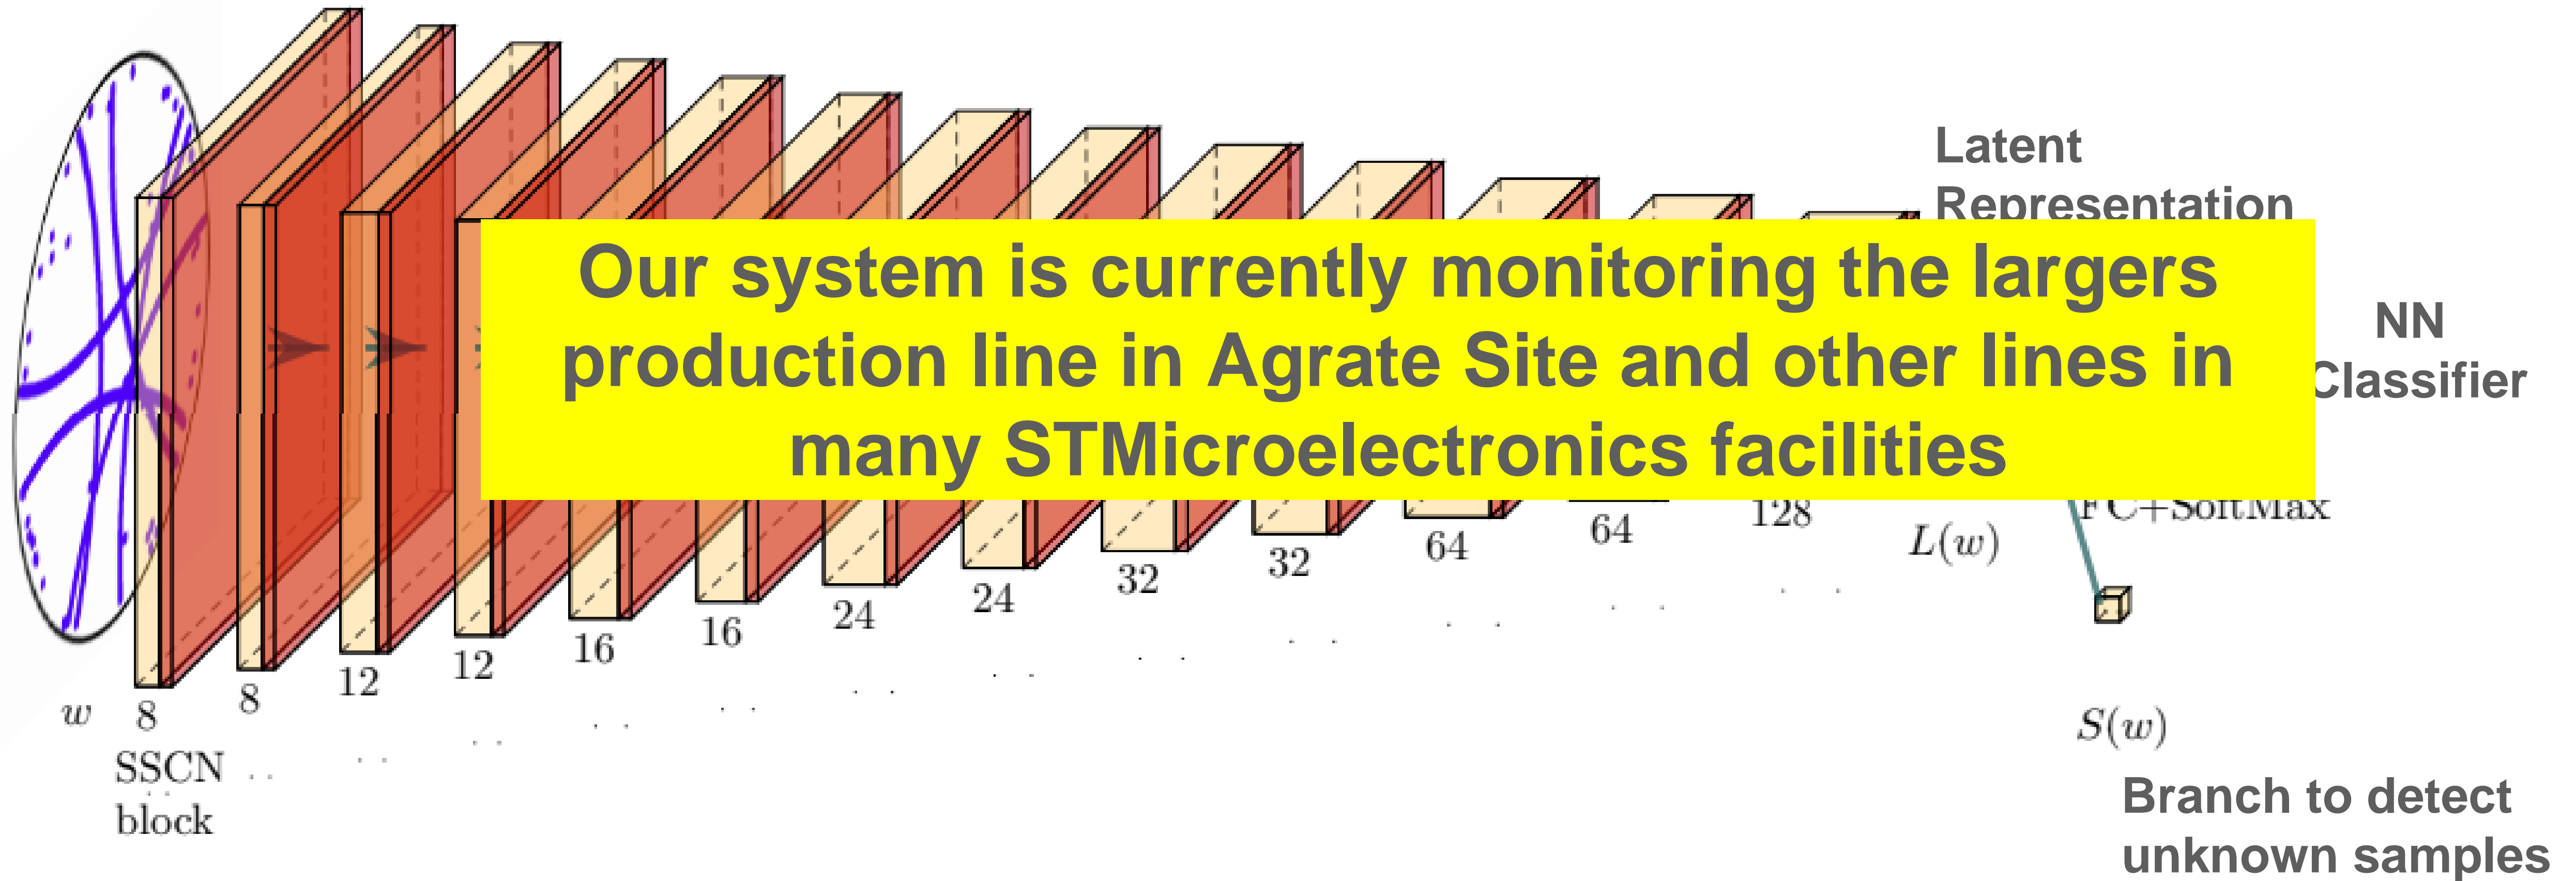 Latent
Representation
Our system is currently monitoring the largers
production line in Agrate Site and other lines in
many STMicroelectronics facilities
NN
Classifier
FC+SoftMax
L(w)
128
64
64
32
32
24
24
16
16
12
12
8
8
w
S(w)
SSCN
block
Branch to detect
unknown samples